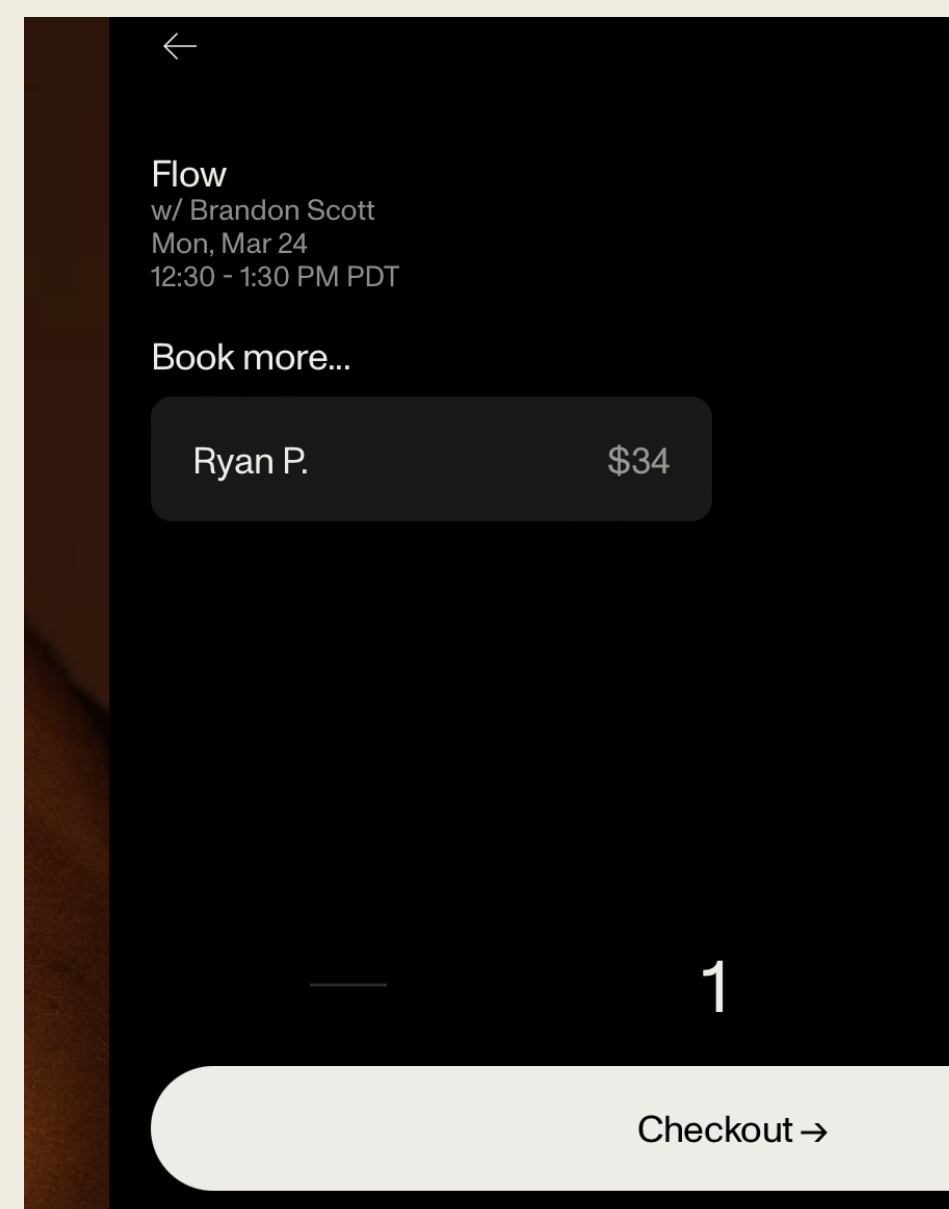 ←
Flow
w/ Brandon Scott
Mon, Mar 24
12:30 - 1:30 PM PDT
Book more...
Ryan P. $34
1
Checkout →